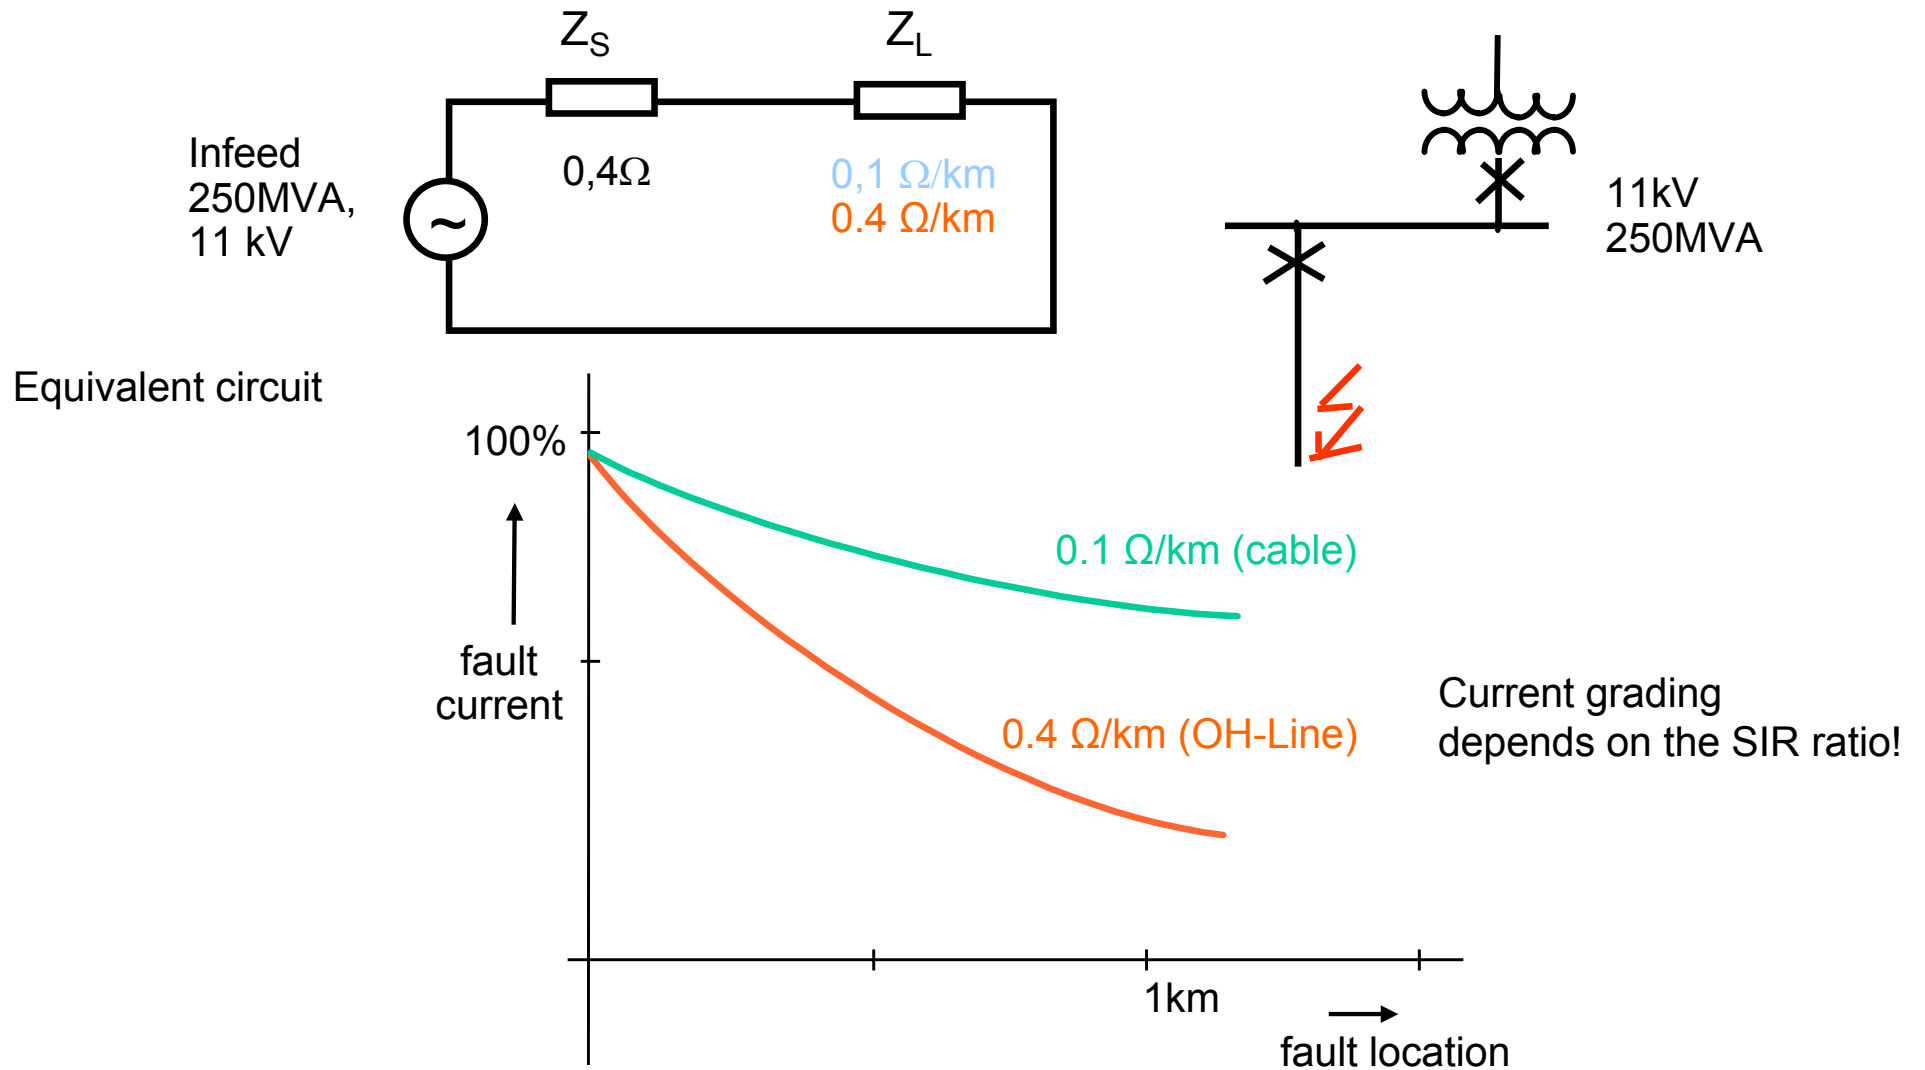 Z_S
Z_L
Infeed
250MVA,
11 kV
~
0,4Ω
0,1 Ω/km
0.4 Ω/km
11kV
250MVA
Equivalent circuit
100%
0.1 Ω/km (cable)
fault
current
0.4 Ω/km (OH-Line)
Current grading
depends on the SIR ratio!
1km
fault location